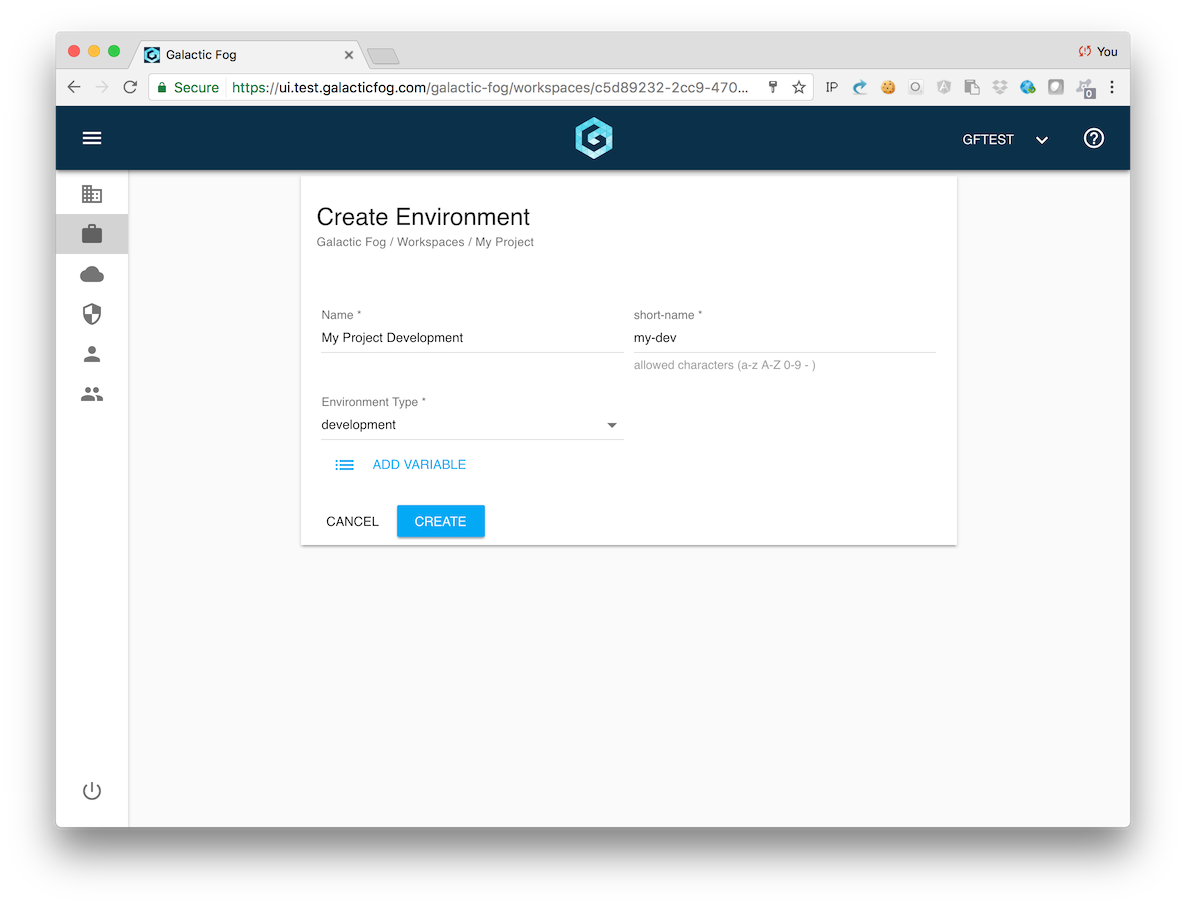 Galactic Fog
You
Secure https://ui.test.galacticfog.com/galactic-fog/workspaces/c5d89232-2cc9-470... IP
0
GFTEST
Create Environment
Galactic Fog / Workspaces / My Project
Name * short-name *
My Project Development my-dev
allowed characters (a-z A-Z 0-9 - )
Environment Type *
development
ADD VARIABLE
CANCEL CREATE